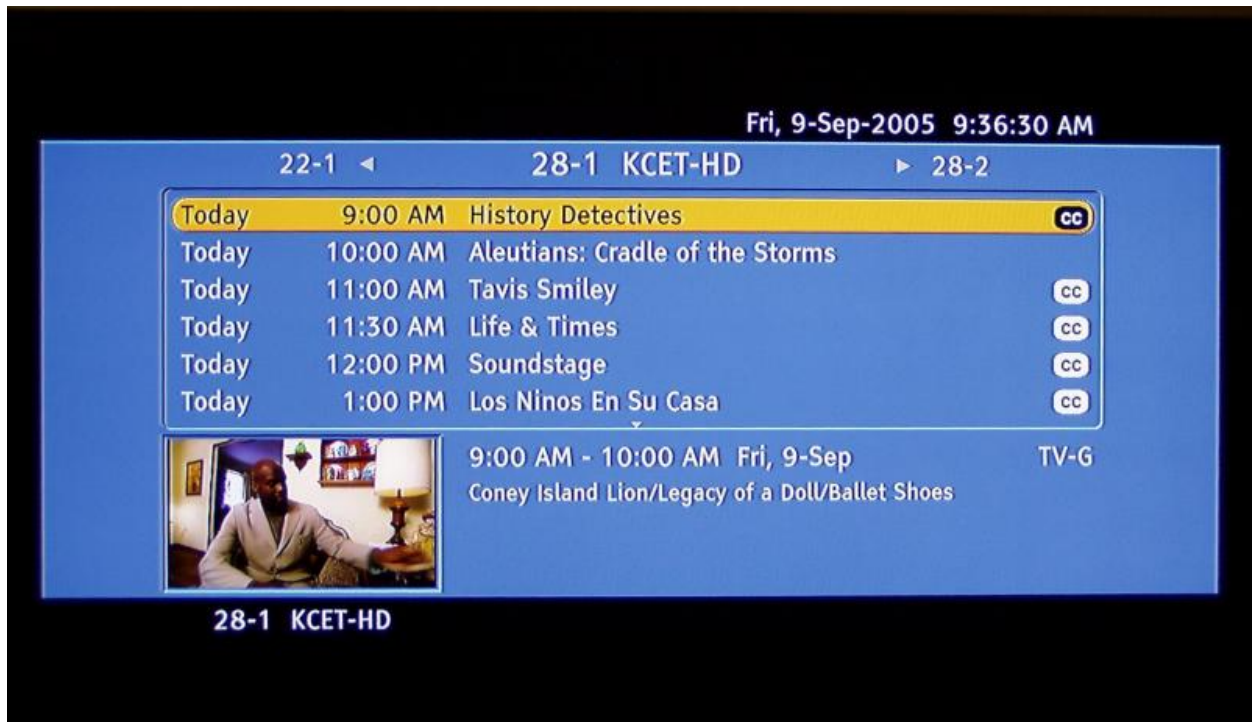 Fri, 9-Sep-2005 9:36:30 AM
22-1 ◄ 28-1 KCET-HD ► 28-2
Today 9:00 AM History Detectives CC
Today 10:00 AM Aleutians: Cradle of the Storms
Today 11:00 AM Tavis Smiley CC
Today 11:30 AM Life & Times CC
Today 12:00 PM Soundstage CC
Today 1:00 PM Los Ninos En Su Casa CC
9:00 AM - 10:00 AM Fri, 9-Sep TV-G
Coney Island Lion/Legacy of a Doll/Ballet Shoes
28-1 KCET-HD